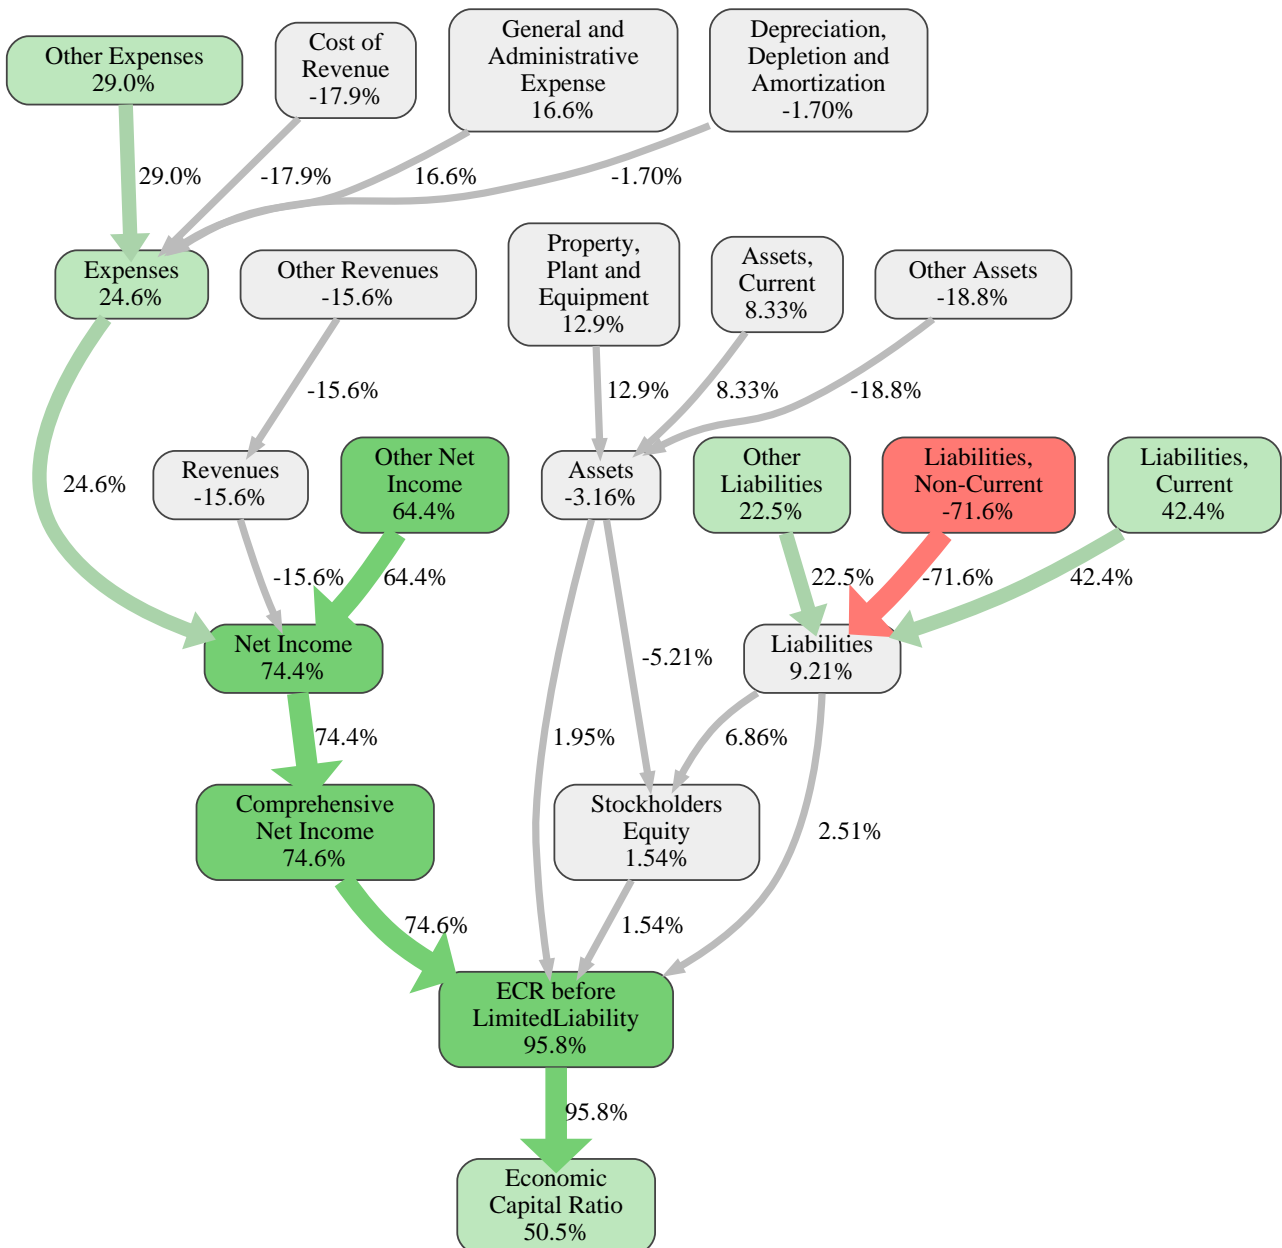 Other Expenses
29.0%
Cost of
Revenue
-17.9%
General and
Administrative
Expense
16.6%
Depreciation,
Depletion and
Amortization
-1.70%
29.0%
-17.9%
16.6%
-1.70%
Expenses
24.6%
Other Revenues
-15.6%
Property,
Plant and
Equipment
12.9%
Assets,
Current
8.33%
Other Assets
-18.8%
-15.6%
12.9%
8.33%
-18.8%
24.6%
Revenues
-15.6%
Other Net
Income
64.4%
Assets
-3.16%
Other
Liabilities
22.5%
Liabilities,
Non-Current
-71.6%
Liabilities,
Current
42.4%
-15.6%
64.4%
22.5%
-71.6%
42.4%
Net Income
74.4%
-5.21%
Liabilities
9.21%
74.4%
1.95%
6.86%
Comprehensive
Net Income
74.6%
Stockholders
Equity
1.54%
2.51%
74.6%
1.54%
ECR before
LimitedLiability
95.8%
95.8%
Economic
Capital Ratio
50.5%